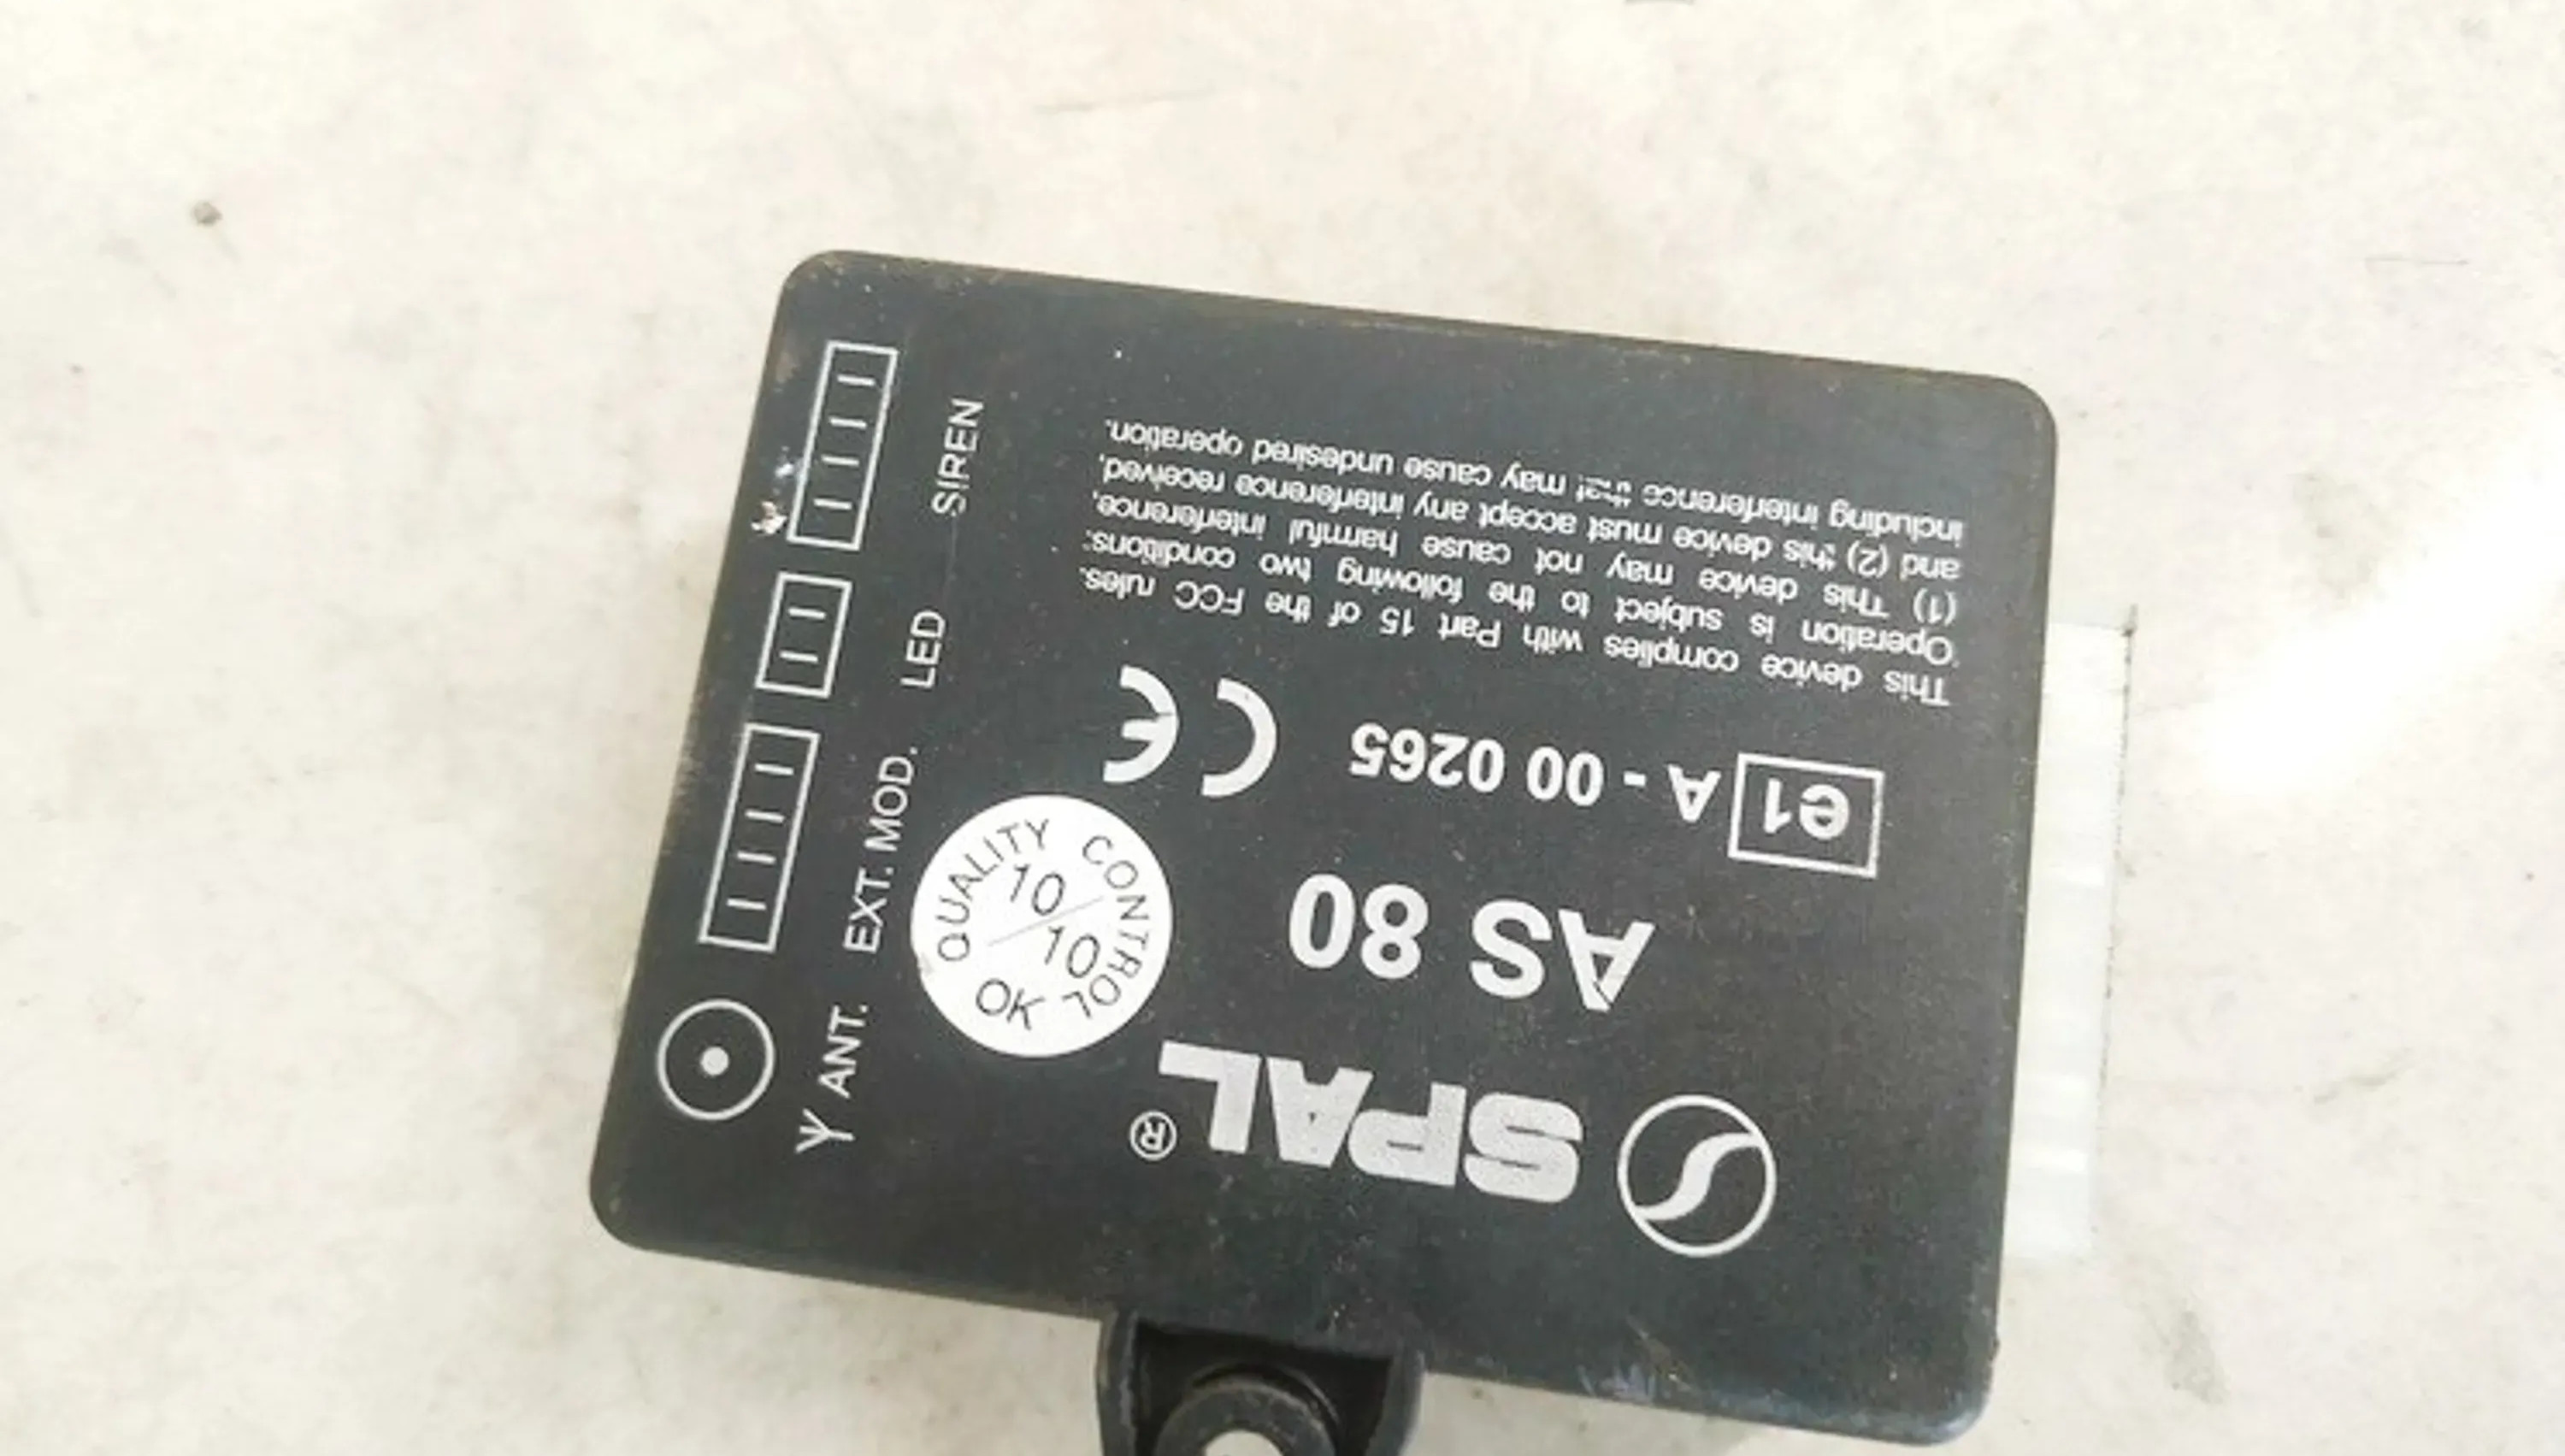 SPAL®
AS 80
e1 A - 00 0265
CE
This device complies with Part 15 of the FCC rules.
Operation is subject to the following two conditions:
(1) This device may not cause harmful interference,
and (2) this device must accept any interference received,
including interference that may cause undesired operation.
QUALITY CONTROL
10
10
OK
ANT.
EXT. MOD.
LED
SIREN